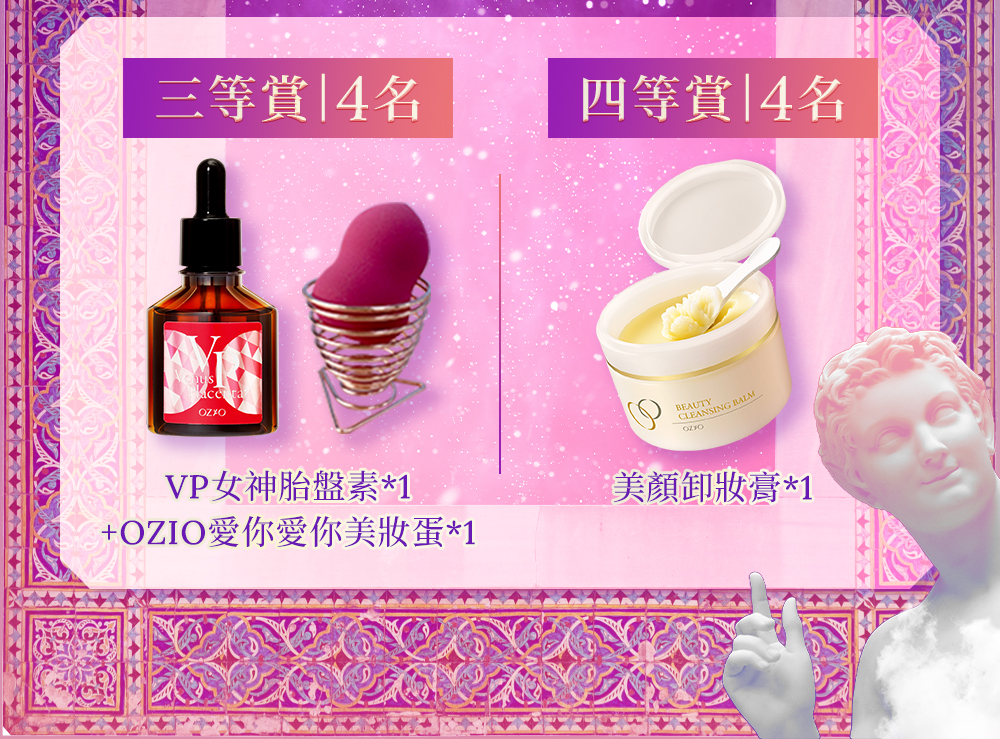 三等賞|4名
四等賞|4名
VP
Venus
Placenta
OZIO
BEAUTY
CLEANSING BALM
OZIO
VP女神胎盤素*1
+OZIO愛你愛你美妝蛋*1
美顏卸妝膏*1